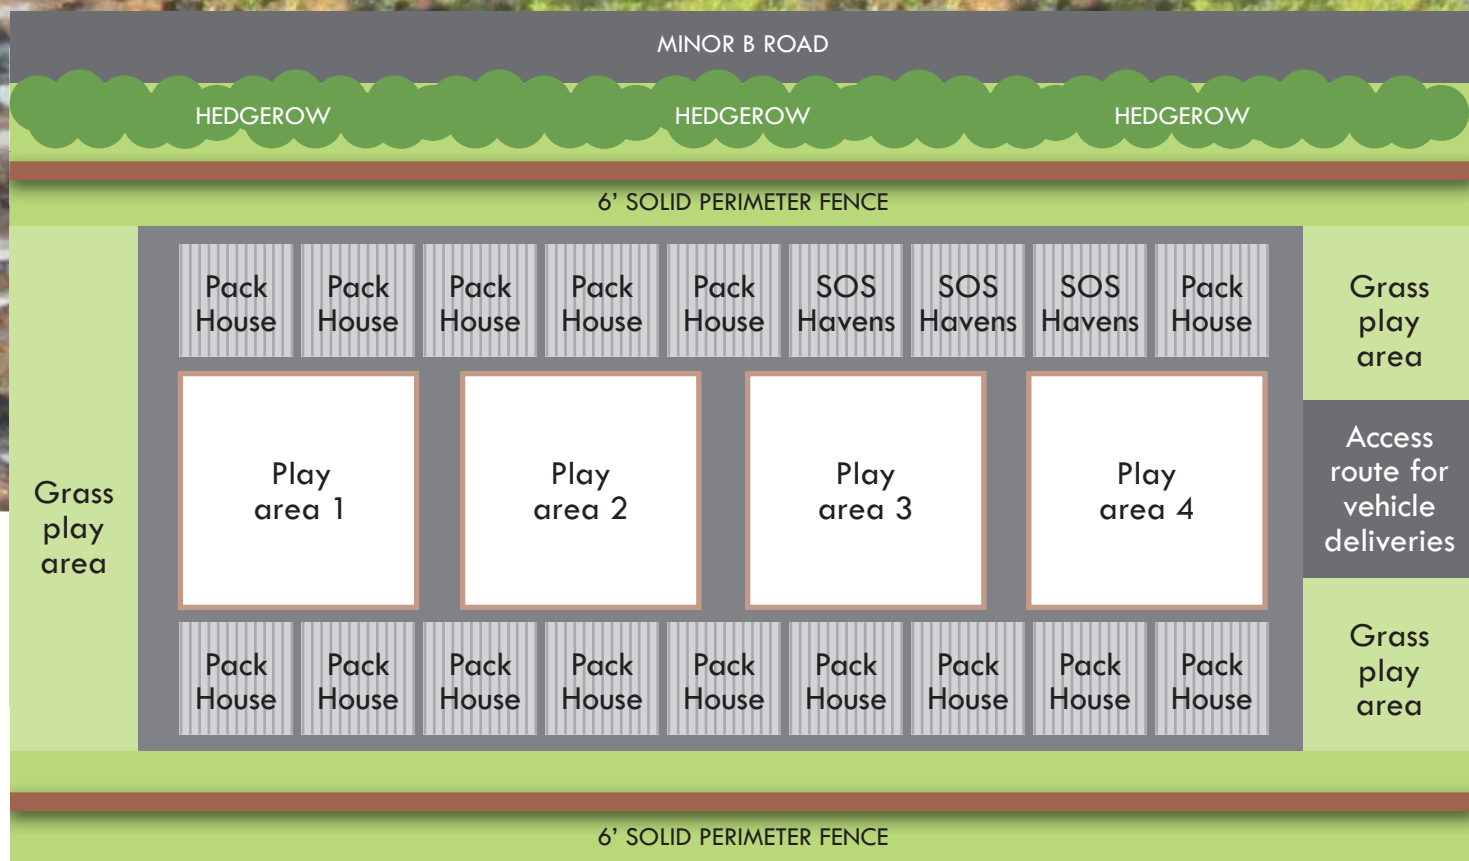 MINOR B ROAD
HEDGEROW
HEDGEROW
HEDGEROW
6’ SOLID PERIMETER FENCE
Pack
House
Pack
House
Pack
House
Pack
House
Pack
House
SOS
Havens
SOS
Havens
SOS
Havens
Pack
House
Grass
play
area
Grass
play
area
Play
area 1
Play
area 2
Play
area 3
Play
area 4
Access
route for
vehicle
deliveries
Pack
House
Pack
House
Pack
House
Pack
House
Pack
House
Pack
House
Pack
House
Pack
House
Pack
House
Grass
play
area
6’ SOLID PERIMETER FENCE